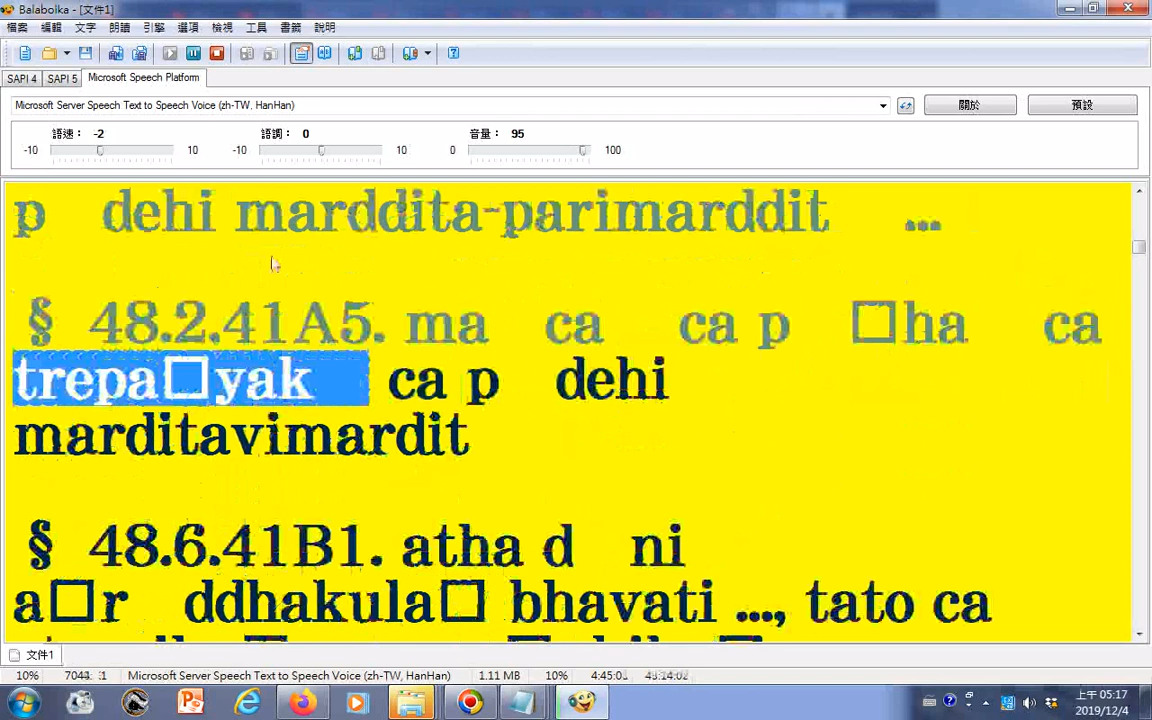 Balabolka - [文件1]
檔案 編輯 文字 朗讀 引擎 選項 檢視 工具 書籤 說明
SAPI 4 SAPI 5 Microsoft Speech Platform
Microsoft Server Speech Text to Speech Voice (zh-TW, HanHan) 關於 預設
語速： -2 語調： 0 音量： 95
-10 10 -10 10 0 100
p dehi marddita-parimarddit ...
§ 48.2.41A5. ma ca ca p □ha ca
trepa□yak ca p dehi
marditavimardit
§ 48.6.41B1. atha d ni
a□r ddhakula□ bhavati ..., tato ca
文件1
10% Microsoft Server Speech Text to Speech Voice (zh-TW, HanHan) 1.11 MB 10%
上午 05:17
2019/12/4